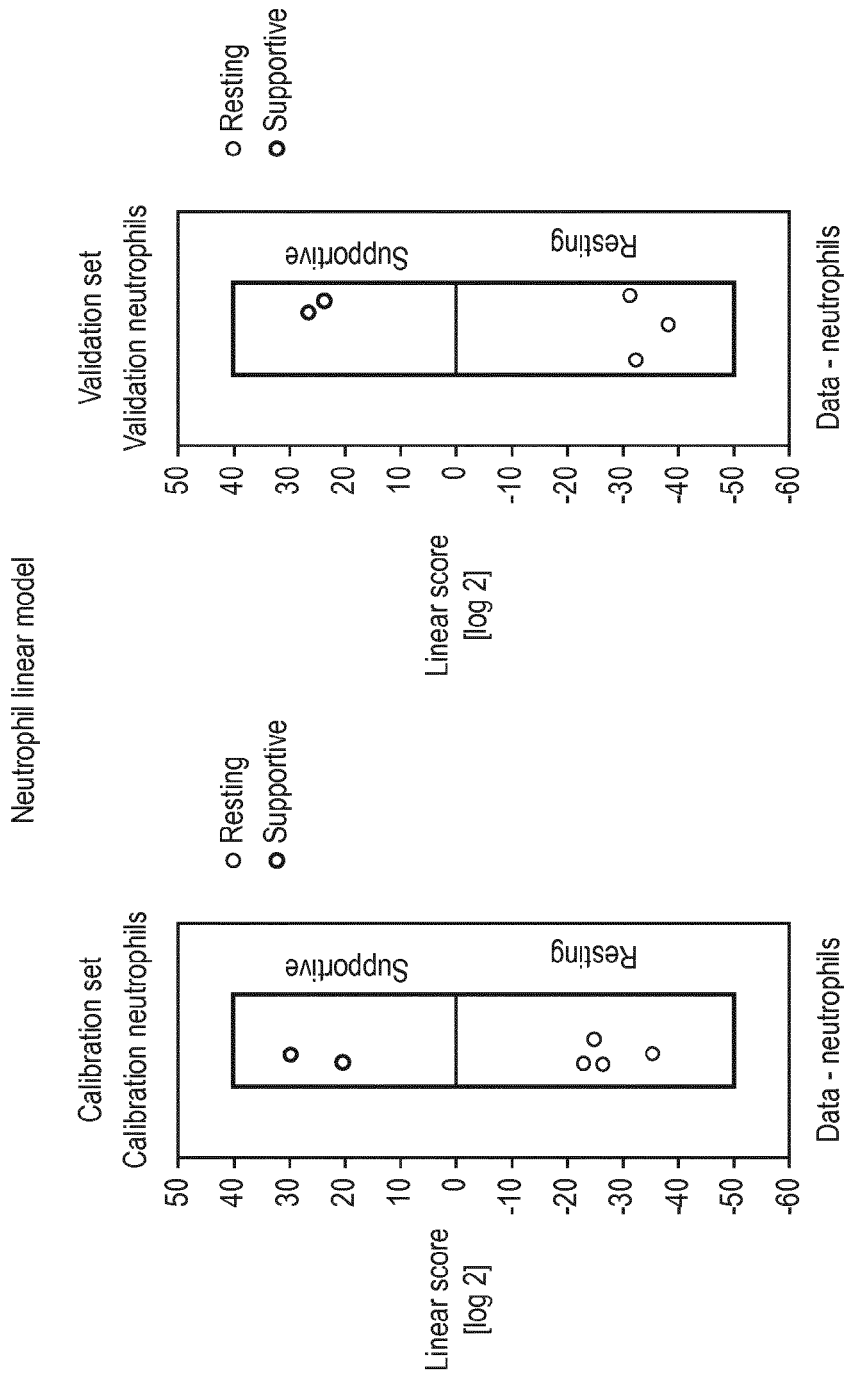 Neutrophil linear model
Calibration set
Calibration neutrophils
50
40
30
20
10
0
-10
-20
-30
-40
-50
-60
Linear score
[log 2]
Supportive
Resting
Resting
Supportive
Data - neutrophils
Validation set
Validation neutrophils
50
40
30
20
10
0
-10
-20
-30
-40
-50
-60
Linear score
[log 2]
Supportive
Resting
Resting
Supportive
Data - neutrophils